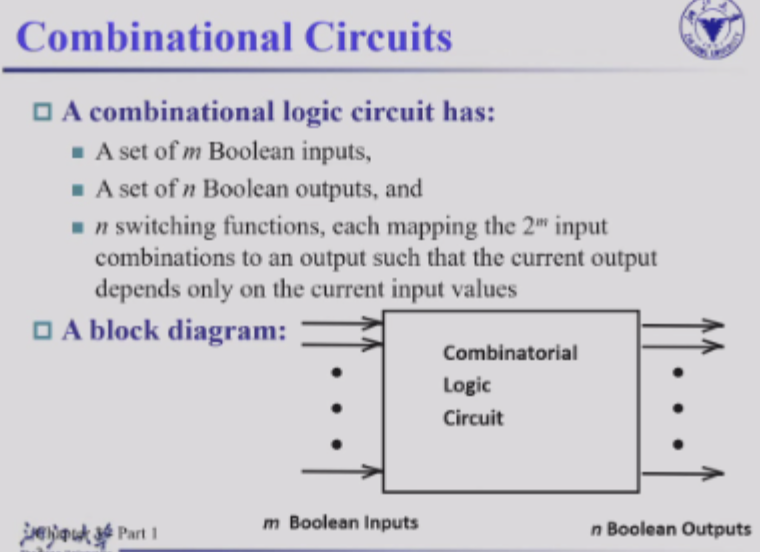 Combinational Circuits
A combinational logic circuit has:
A set of m Boolean inputs,
A set of n Boolean outputs, and
n switching functions, each mapping the 2ᵐ input
combinations to an output such that the current output
depends only on the current input values
A block diagram:
Combinatorial
Logic
Circuit
m Boolean Inputs
n Boolean Outputs
Part 1